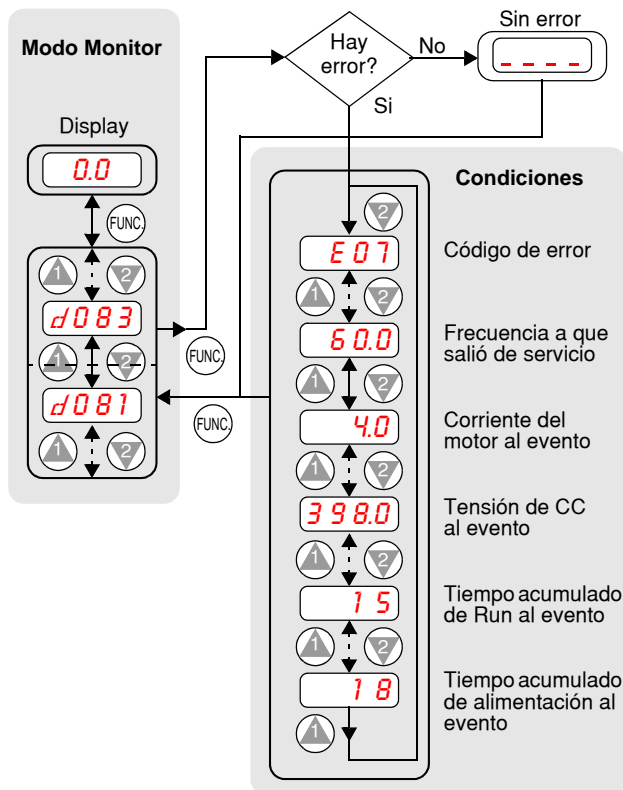 Modo Monitor
Display
0.0
FUNC.
1
2
d083
1
2
d081
1
2
FUNC.
FUNC.
Hay
error?
No
Si
Sin error
_ _ _ _
Condiciones
2
E07
Código de error
1
2
60.0
Frecuencia a que
salió de servicio
1
2
4.0
Corriente del
motor al evento
1
2
398.0
Tensión de CC
al evento
1
2
15
Tiempo acumulado
de Run al evento
1
2
18
Tiempo acumulado
de alimentación al
evento
1